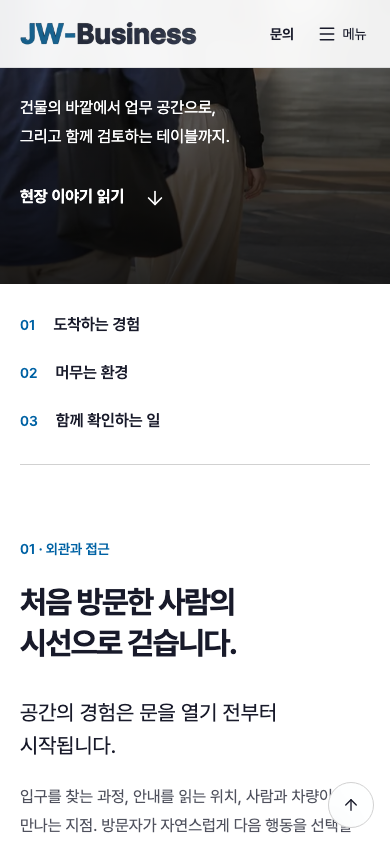 JW-Business
문의
메뉴
건물의 바깥에서 업무 공간으로,
그리고 함께 검토하는 테이블까지.
현장 이야기 읽기
01 도착하는 경험
02 머무는 환경
03 함께 확인하는 일
01 · 외관과 접근
처음 방문한 사람의
시선으로 걷습니다.
공간의 경험은 문을 열기 전부터
시작됩니다.
입구를 찾는 과정, 안내를 읽는 위치, 사람과 차량이
만나는 지점. 방문자가 자연스럽게 다음 행동을 선택할